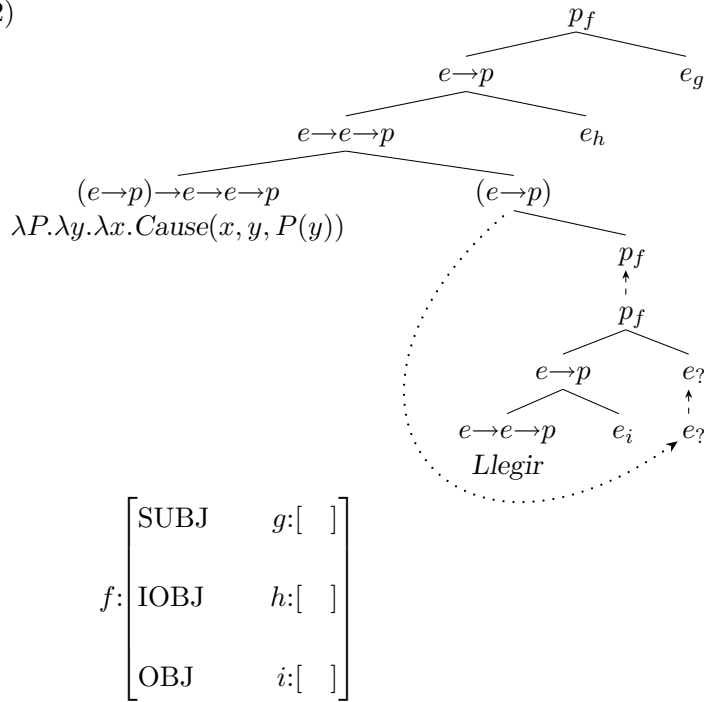 2)
p_f
e→p e_g
e→e→p e_h
(e→p)→e→e→p (e→p)
λP.λy.λx.Cause(x, y, P(y))
p_f
p_f
e→p e_?
e→e→p e_i e_?
Llegir
SUBJ g:[ ]
f: IOBJ h:[ ]
OBJ i:[ ]